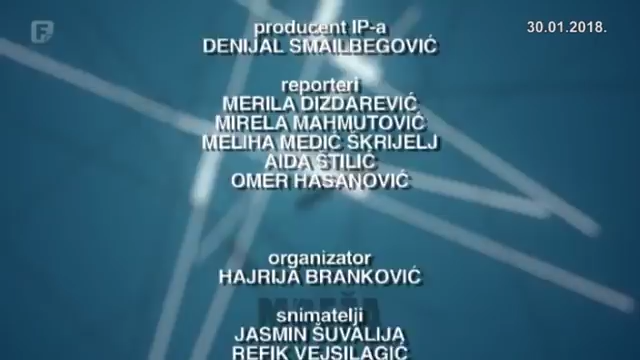 F
30.01.2018.
producent IP-a
DENIJAL SMAILBEGOVIĆ
reporteri
MERILA DIZDAREVIĆ
MIRELA MAHMUTOVIĆ
MELIHA MEDIĆ ŠKRIJELJ
AIDA ŠTILIĆ
OMER HASANOVIĆ
organizator
HAJRIJA BRANKOVIĆ
snimatelji
JASMIN ŠUVALIJA
REFIK VEJSILAGIĆ